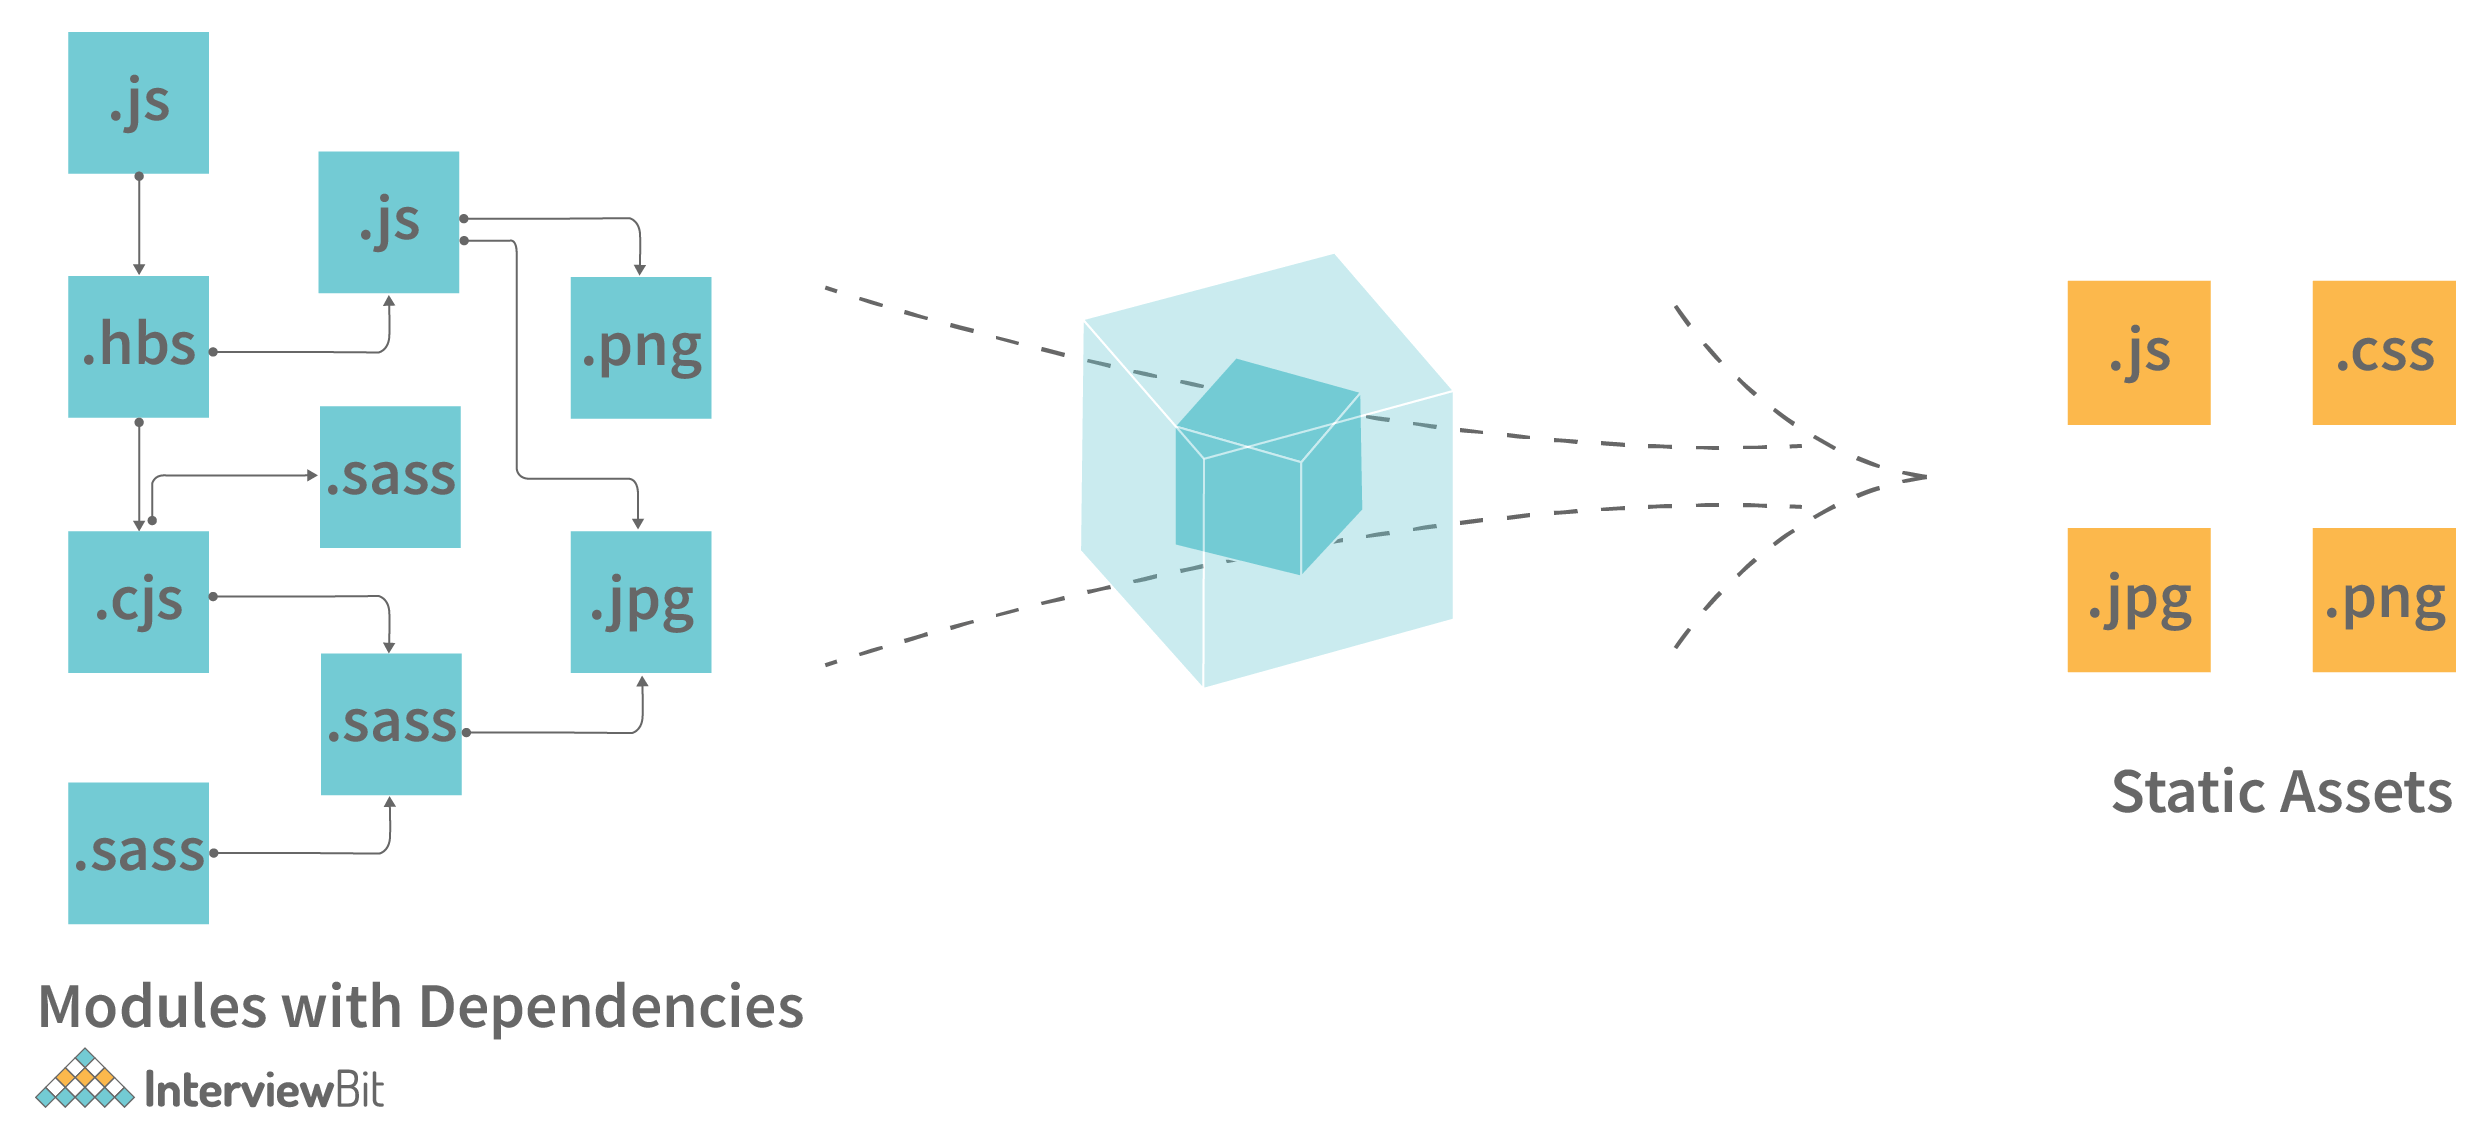 .js
.js
.hbs
.png
.sass
.cjs
.jpg
.sass
.sass
Modules with Dependencies
InterviewBit
.js
.css
.jpg
.png
Static Assets